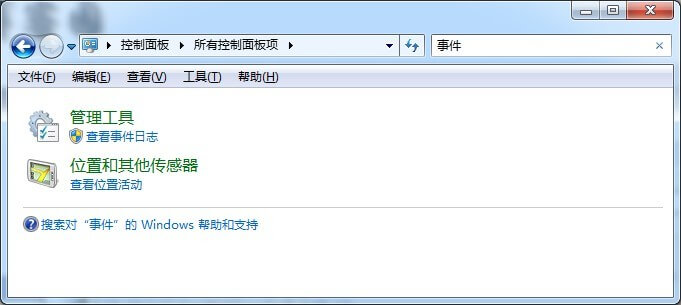 控制面板 所有控制面板项 事件
文件(F) 编辑(E) 查看(V) 工具(T) 帮助(H)
管理工具
查看事件日志
位置和其他传感器
查看位置活动
搜索对“事件”的 Windows 帮助和支持